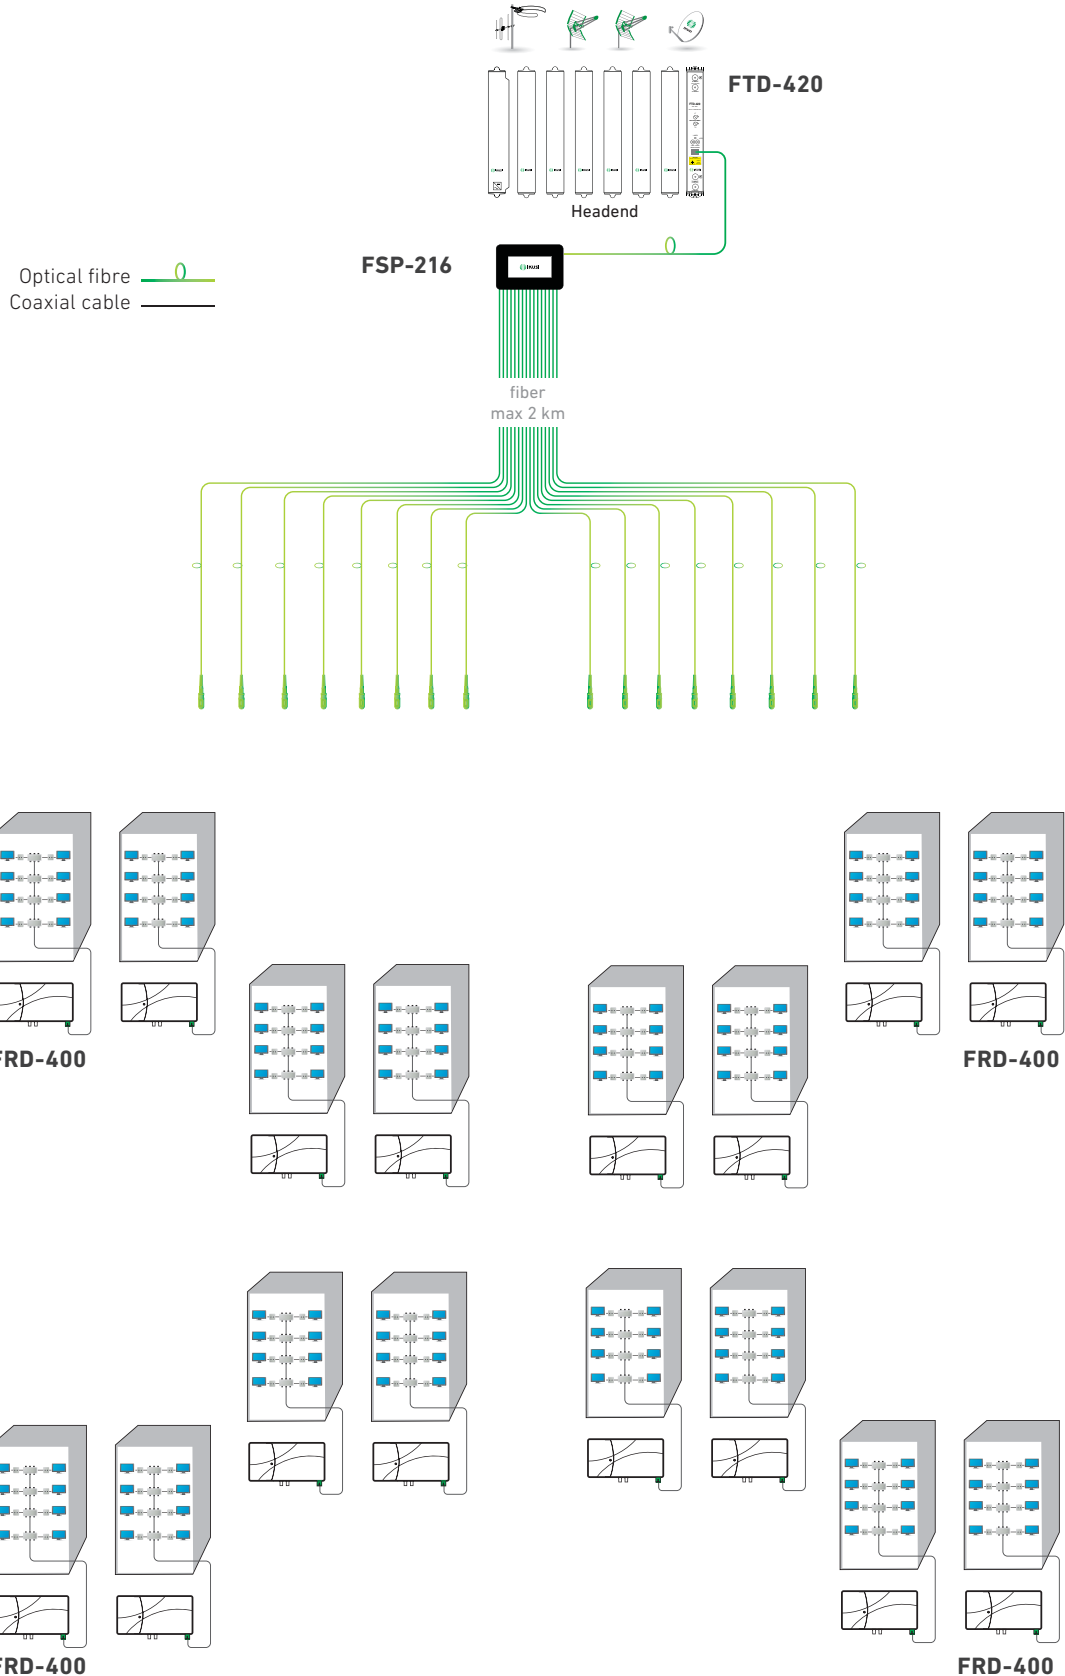 FTD-420
Headend
FSP-216
IKUSI
Optical fibre
Coaxial cable
fiber
max 2 km
FRD-400
FRD-400
FRD-400
FRD-400